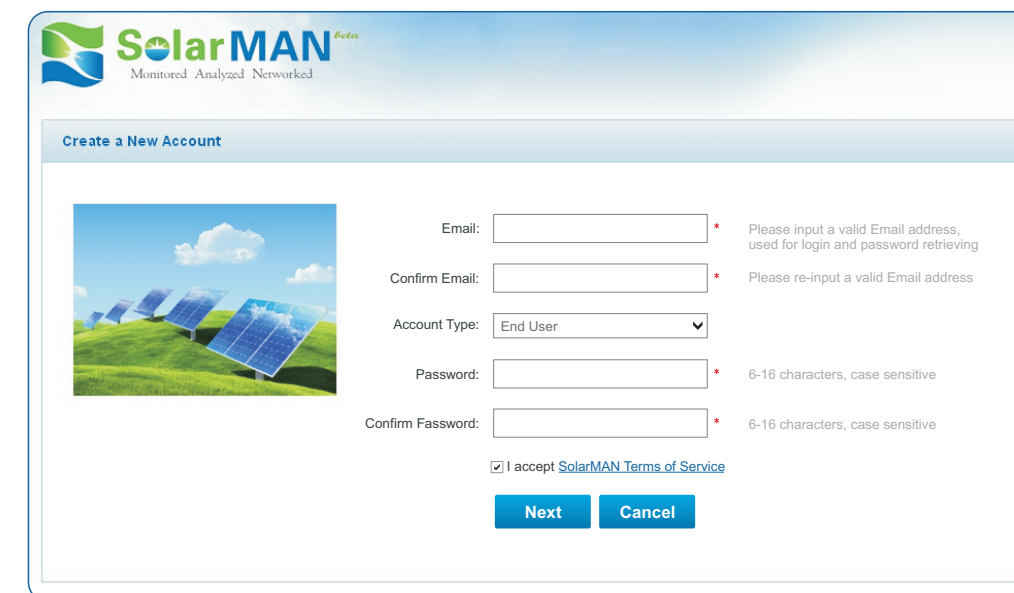 SolarMAN beta
Monitored Analyzed Networked
Create a New Account
Email: * Please input a valid Email address,
used for login and password retrieving
Confirm Email: * Please re-input a valid Email address
Account Type: End User
Password: * 6-16 characters, case sensitive
Confirm Fassword: * 6-16 characters, case sensitive
I accept SolarMAN Terms of Service
Next Cancel